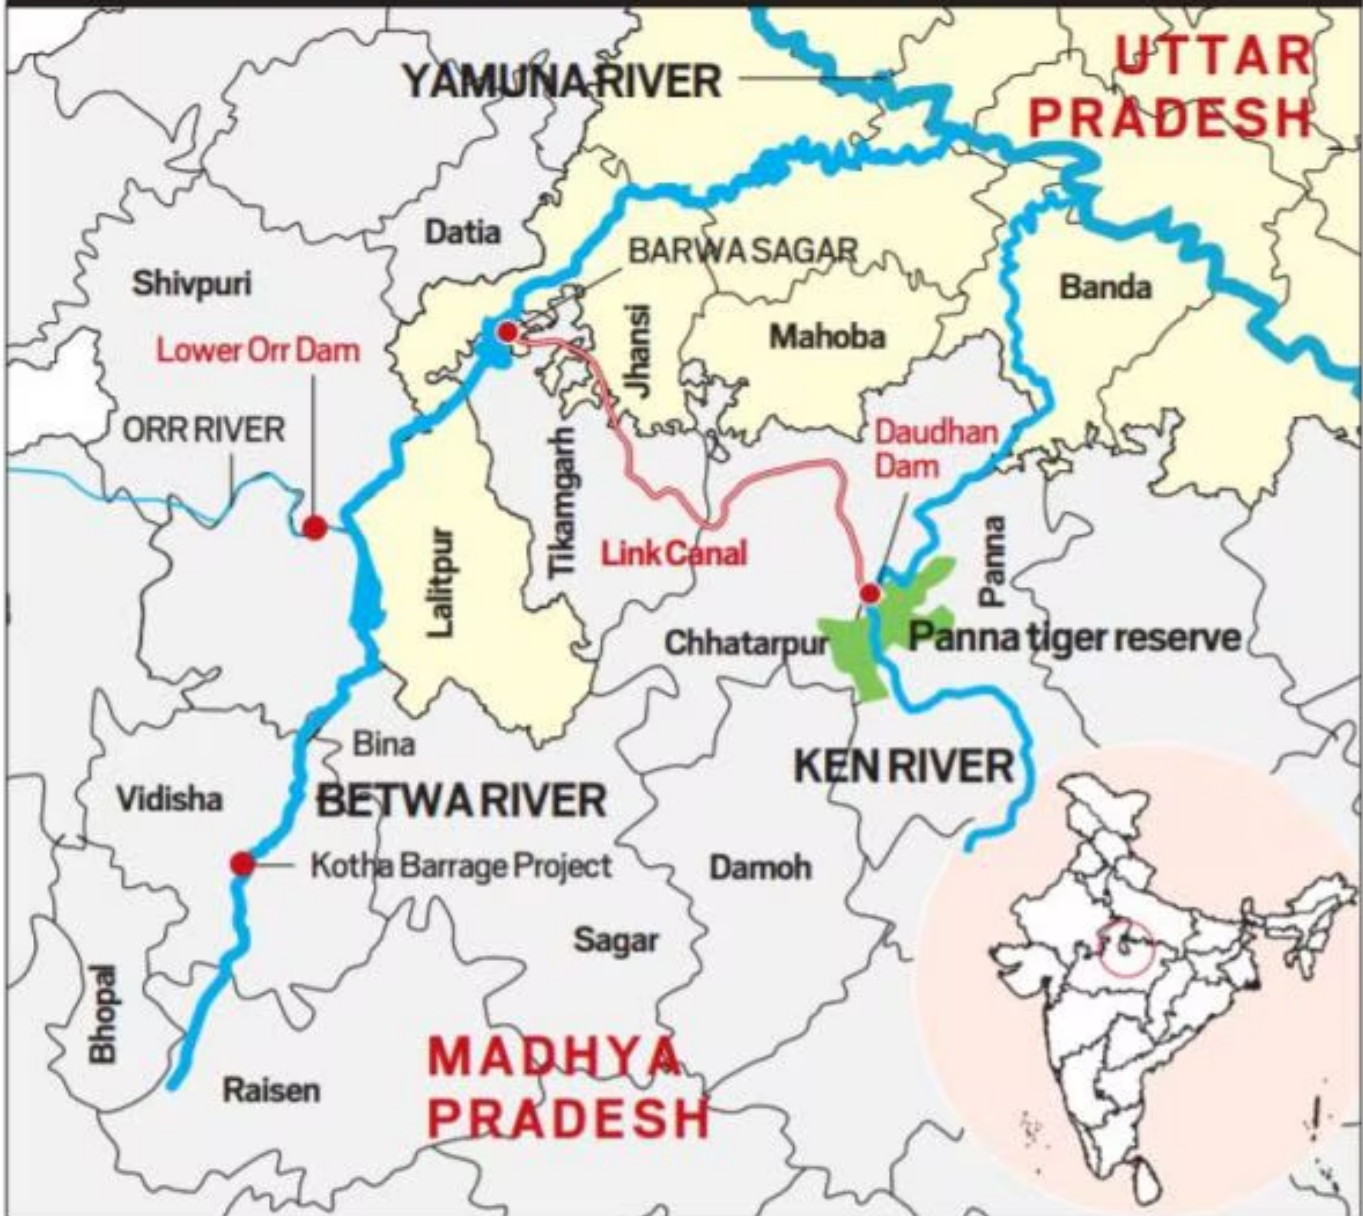 UTTAR
PRADESH
YAMUNA RIVER
Datia
BARWA SAGAR
Shivpuri
Banda
Jhansi
Mahoba
Lower Orr Dam
ORR RIVER
Daudhan
Dam
Tikamgarh
Lalitpur
Link Canal
Panna
Chhatarpur
Panna tiger reserve
Bina
KEN RIVER
Vidisha
BETWA RIVER
Kotha Barrage Project
Damoh
Sagar
Bhopal
MADHYA
PRADESH
Raisen